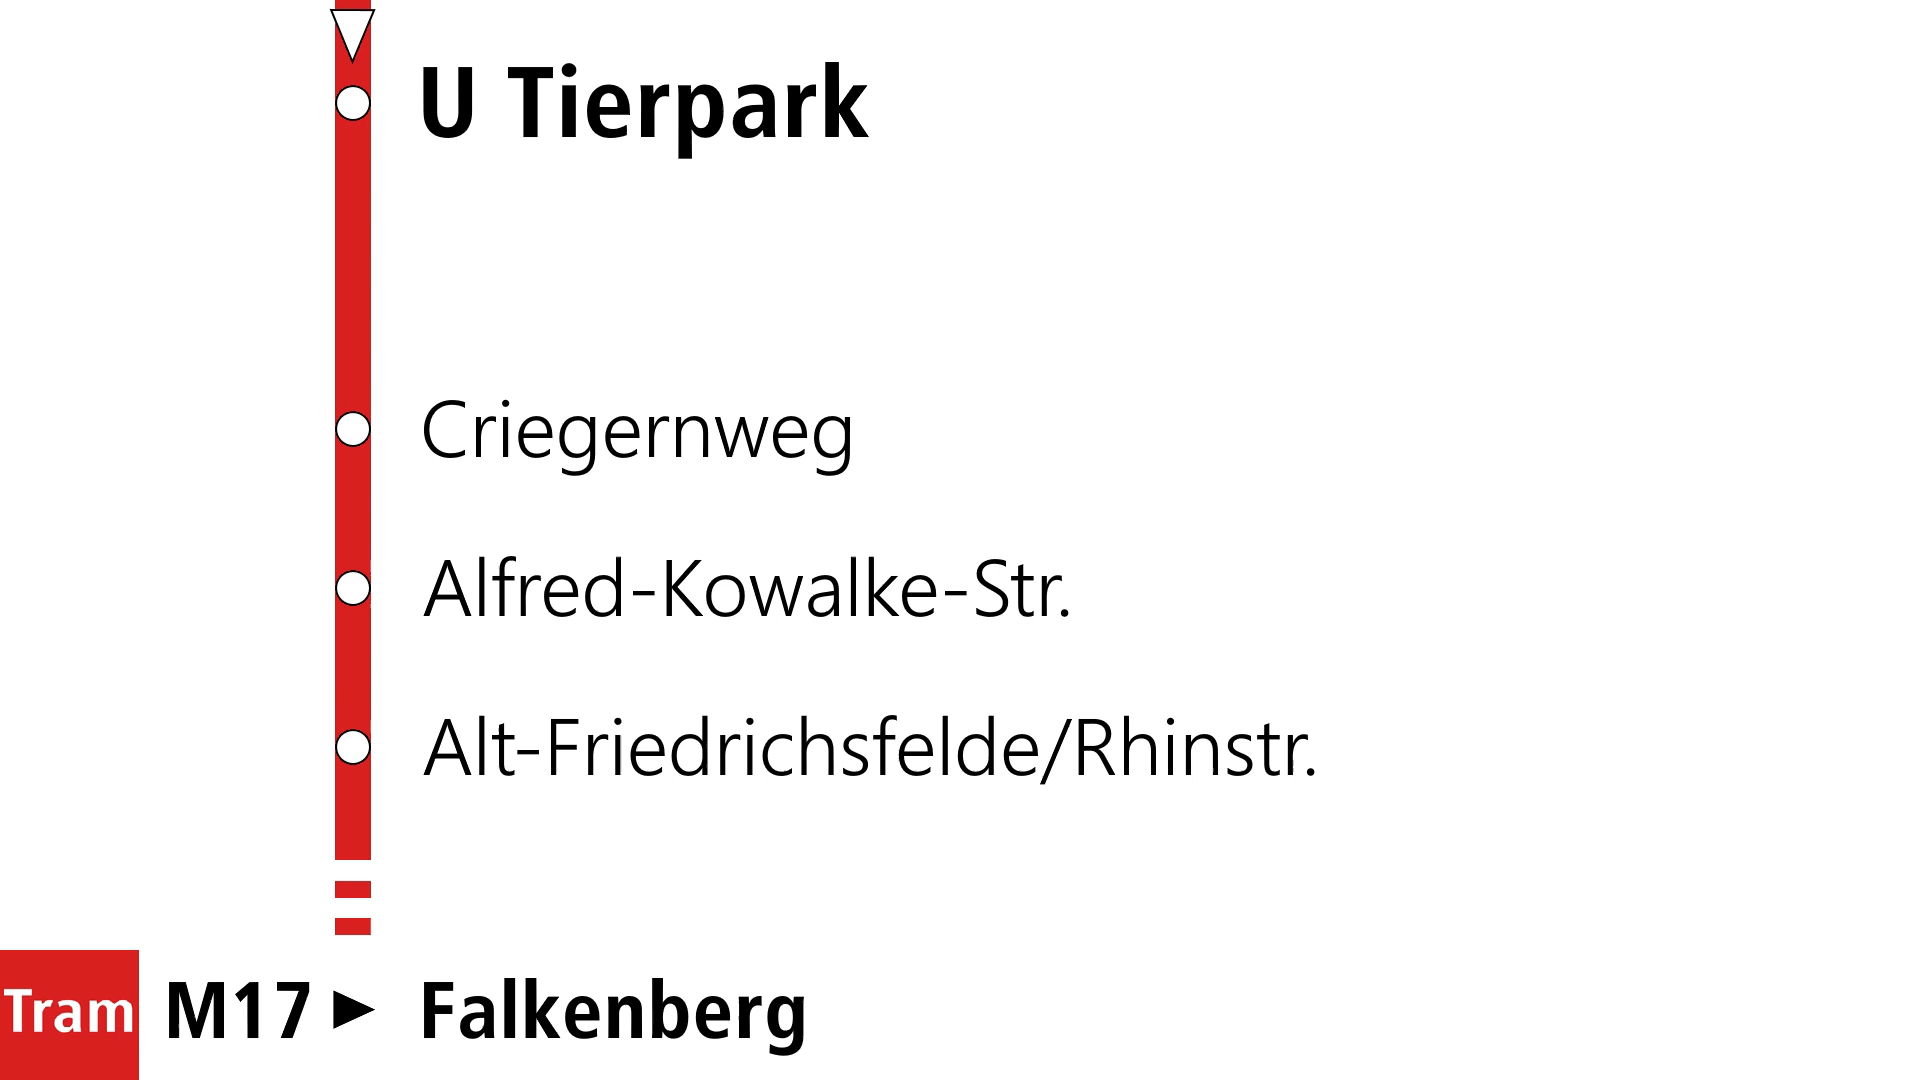 U Tierpark
Criegernweg
Alfred-Kowalke-Str.
Alt-Friedrichsfelde/Rhinstr.
Tram M17 ► Falkenberg